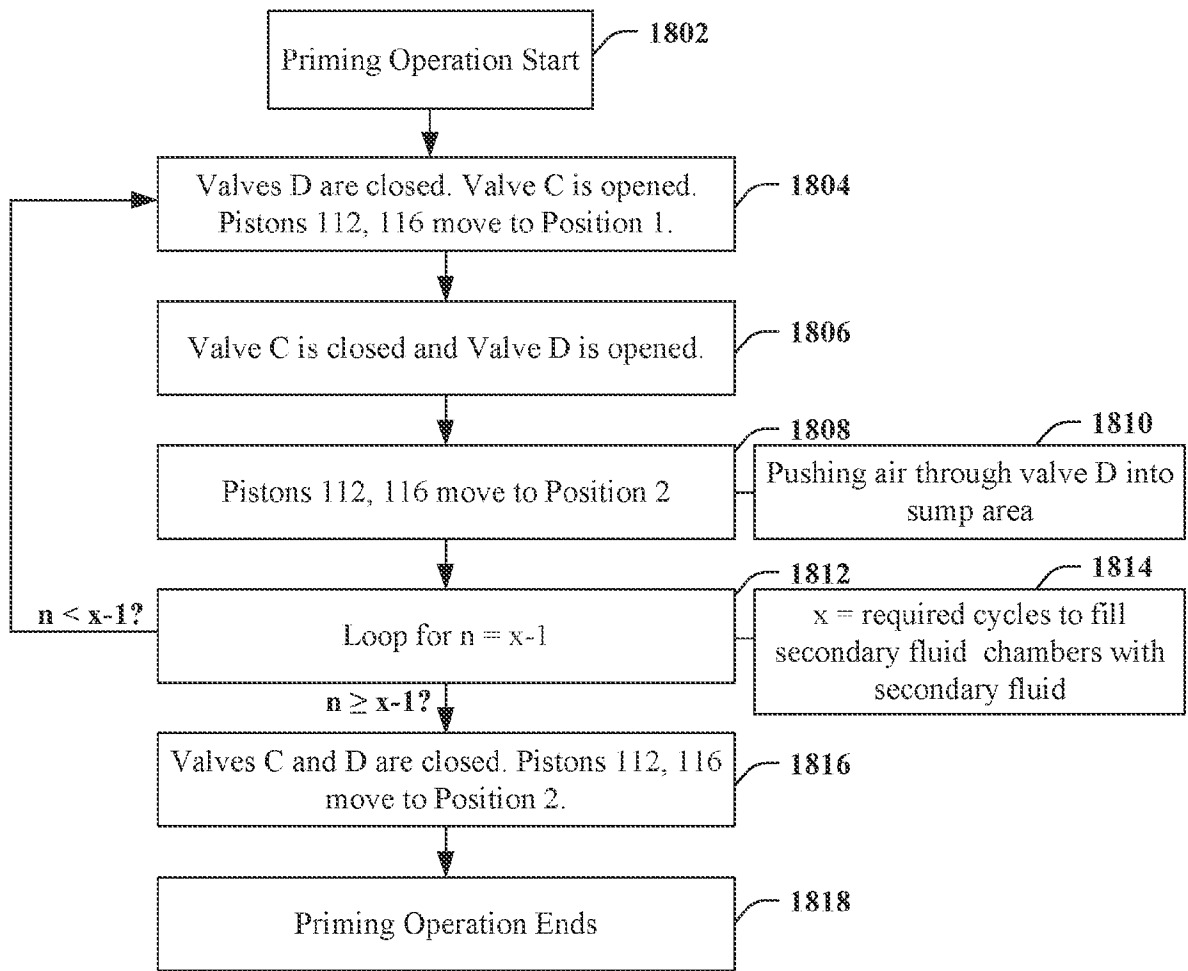 Priming Operation Start
1802
Valves D are closed. Valve C is opened.
Pistons 112, 116 move to Position 1.
1804
Valve C is closed and Valve D is opened.
1806
Pistons 112, 116 move to Position 2
1808
Pushing air through valve D into
sump area
1810
n < x-1?
Loop for n = x-1
1812
x = required cycles to fill
secondary fluid chambers with
secondary fluid
1814
n ≥ x-1?
Valves C and D are closed. Pistons 112, 116
move to Position 2.
1816
Priming Operation Ends
1818